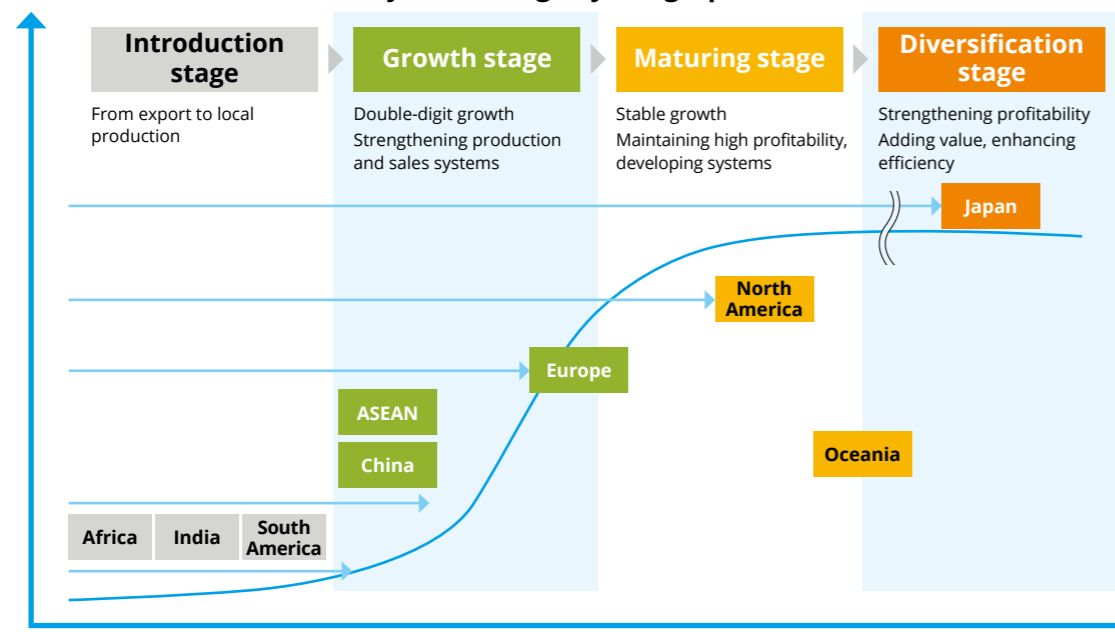 Introduction
stage
Growth stage
Maturing stage
Diversification
stage
From export to local
production
Double-digit growth
Strengthening production
and sales systems
Stable growth
Maintaining high profitability,
developing systems
Strengthening profitability
Adding value, enhancing
efficiency
Japan
North
America
Europe
ASEAN
China
Oceania
Africa
India
South
America